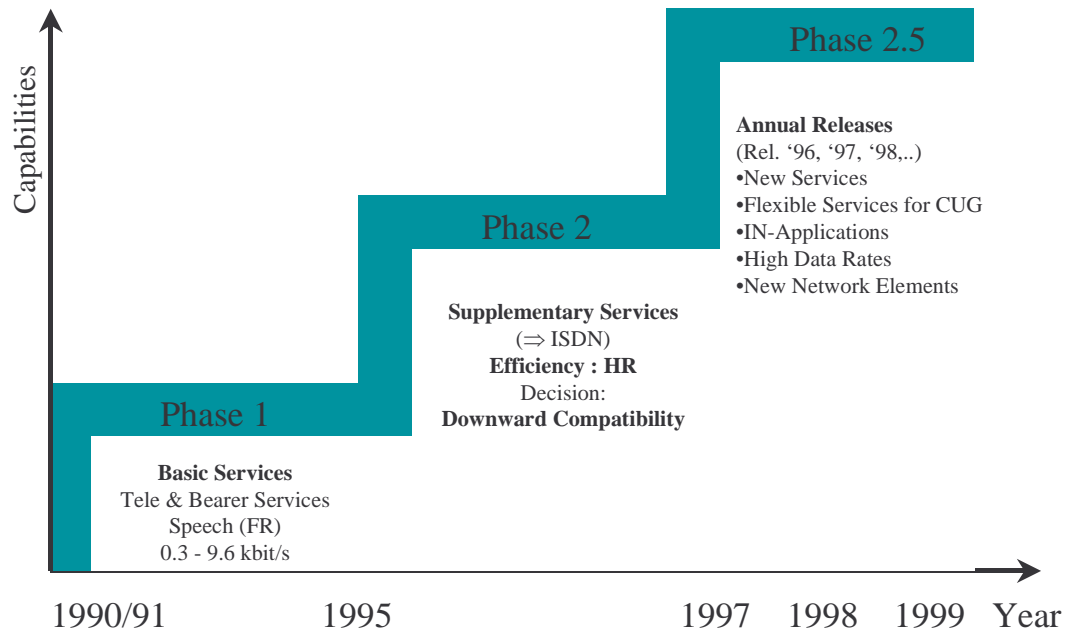 Capabilities
Phase 2.5
Annual Releases
(Rel. ‘96, ‘97, ‘98,..)
•New Services
•Flexible Services for CUG
•IN-Applications
•High Data Rates
•New Network Elements
Phase 2
Supplementary Services
(⇒ ISDN)
Efficiency : HR
Decision:
Downward Compatibility
Phase 1
Basic Services
Tele & Bearer Services
Speech (FR)
0.3 - 9.6 kbit/s
1990/91 1995 1997 1998 1999 Year